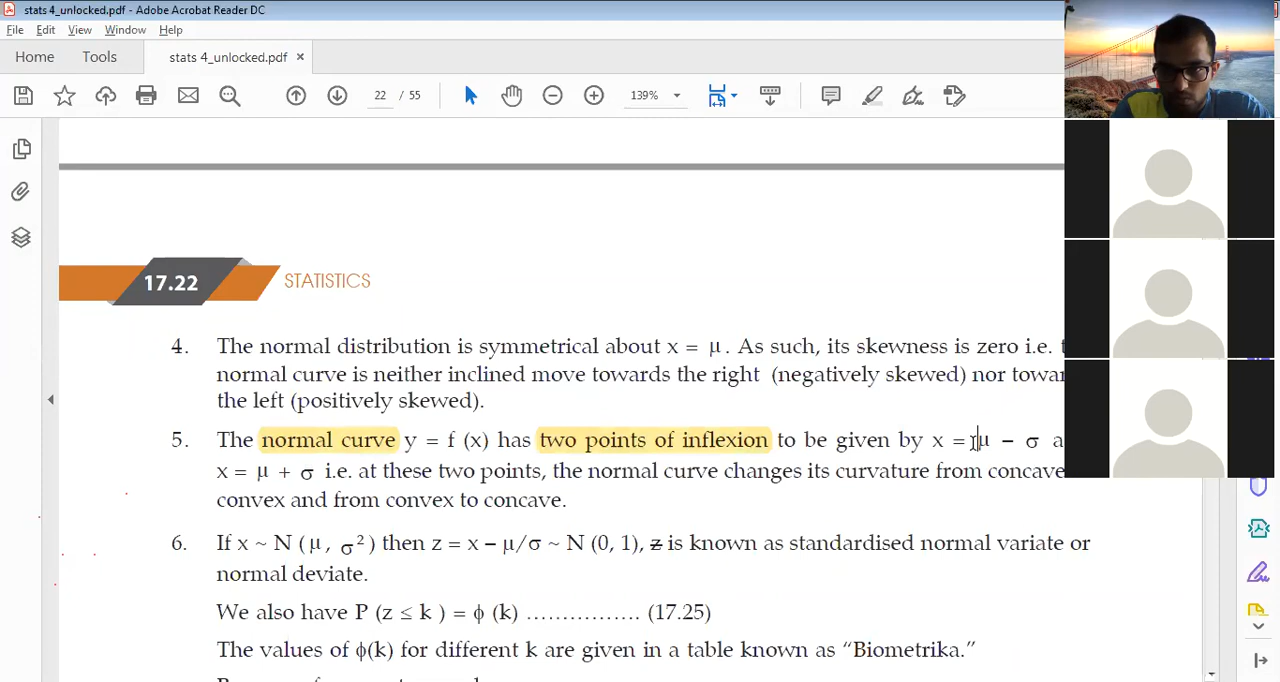 stats 4_unlocked.pdf - Adobe Acrobat Reader DC
File Edit View Window Help
Home Tools stats 4_unlocked.pdf ×
22 / 55 139%
17.22 STATISTICS
4. The normal distribution is symmetrical about x = μ. As such, its skewness is zero i.e.
normal curve is neither inclined move towards the right (negatively skewed) nor
the left (positively skewed).
5. The normal curve y = f (x) has two points of inflexion to be given by x = μ – σ
x = μ + σ i.e. at these two points, the normal curve changes its curvature from concave
convex and from convex to concave.
6. If x ~ N (μ, σ²) then z = x – μ/σ ~ N (0, 1), z is known as standardised normal variate or
normal deviate.
We also have P (z ≤ k ) = ϕ (k) ................ (17.25)
The values of ϕ(k) for different k are given in a table known as “Biometrika.”